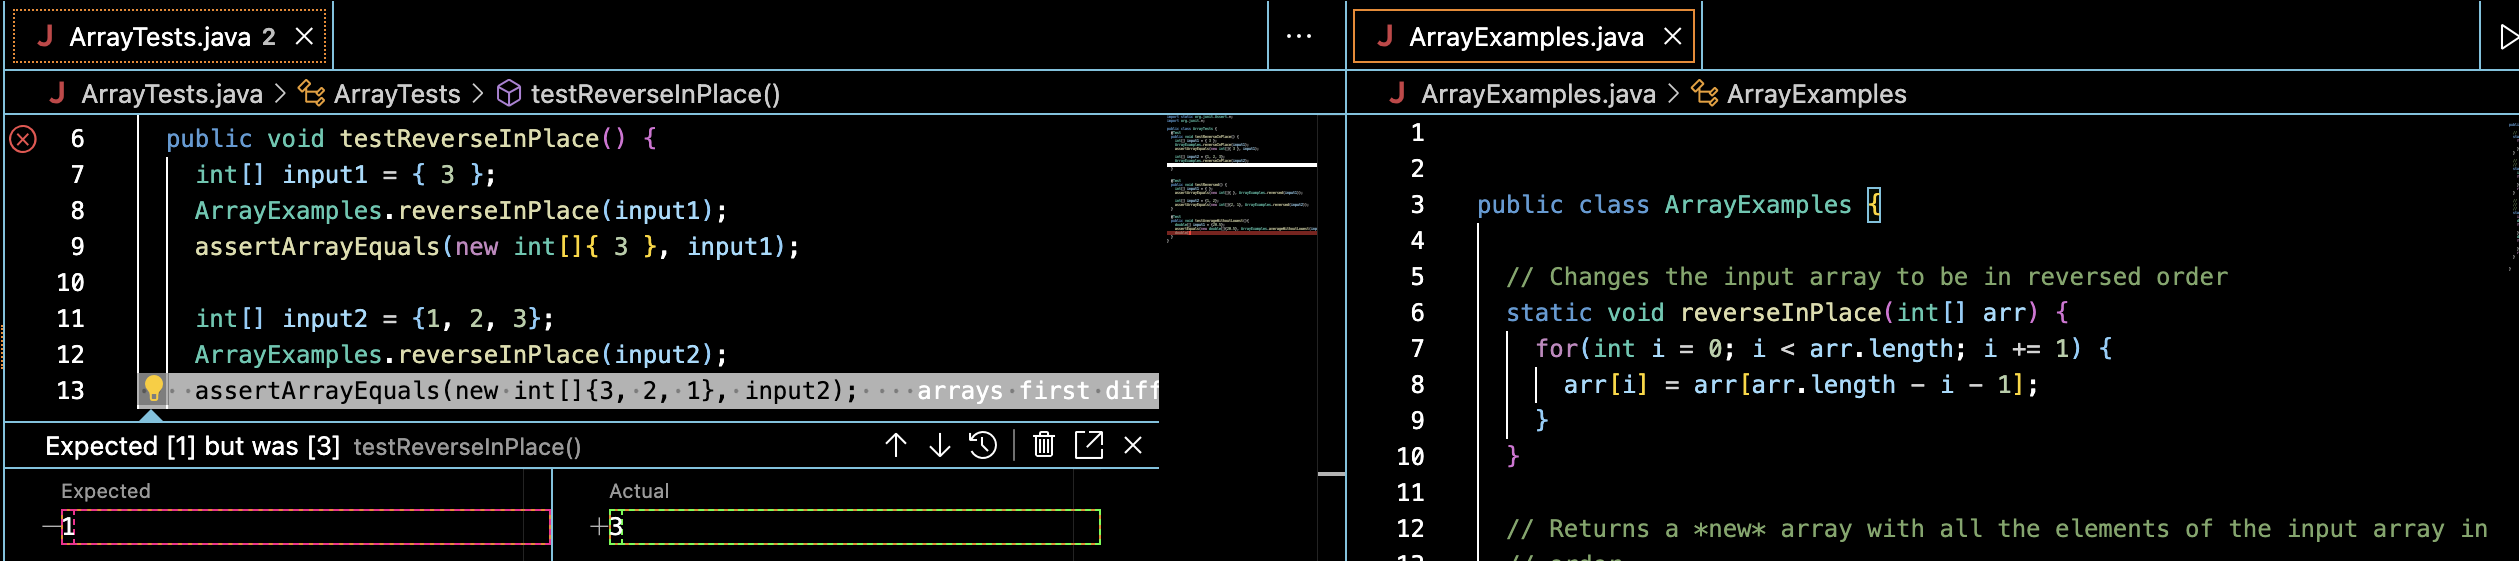 ArrayTests.java 2
ArrayTests.java > ArrayTests > testReverseInPlace()
6 public void testReverseInPlace() {
7 int[] input1 = { 3 };
8 ArrayExamples.reverseInPlace(input1);
9 assertArrayEquals(new int[]{ 3 }, input1);
10
11 int[] input2 = {1, 2, 3};
12 ArrayExamples.reverseInPlace(input2);
13 assertArrayEquals(new int[]{3, 2, 1}, input2); arrays first diff
Expected [1] but was [3] testReverseInPlace()
Expected
1
Actual
3
ArrayExamples.java
ArrayExamples.java > ArrayExamples
1
2
3 public class ArrayExamples {
4
5 // Changes the input array to be in reversed order
6 static void reverseInPlace(int[] arr) {
7 for(int i = 0; i < arr.length; i += 1) {
8 arr[i] = arr[arr.length - i - 1];
9 }
10 }
11
12 // Returns a *new* array with all the elements of the input array in
13 // order